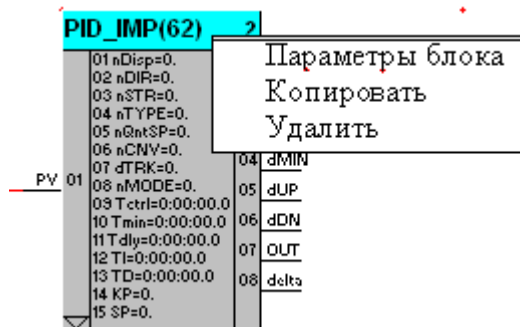 PID_IMP(62) 2
Параметры блока
Копировать
Удалить
PV 01
01 nDisp=0.
02 nDIR=0.
03 nSTR=0.
04 nTYPE=0.
05 nQntSP=0.
06 nCNV=0.
07 dTRK=0.
08 nMODE=0.
09 Tctrl=0:00:00.0
10 Tmin=0:00:00.0
11 Tdly=0:00:00.0
12 TI=0:00:00.0
13 TD=0:00:00.0
14 KP=0.
15 SP=0.
04 dMIN
05 dUP
06 dDN
07 OUT
08 delta